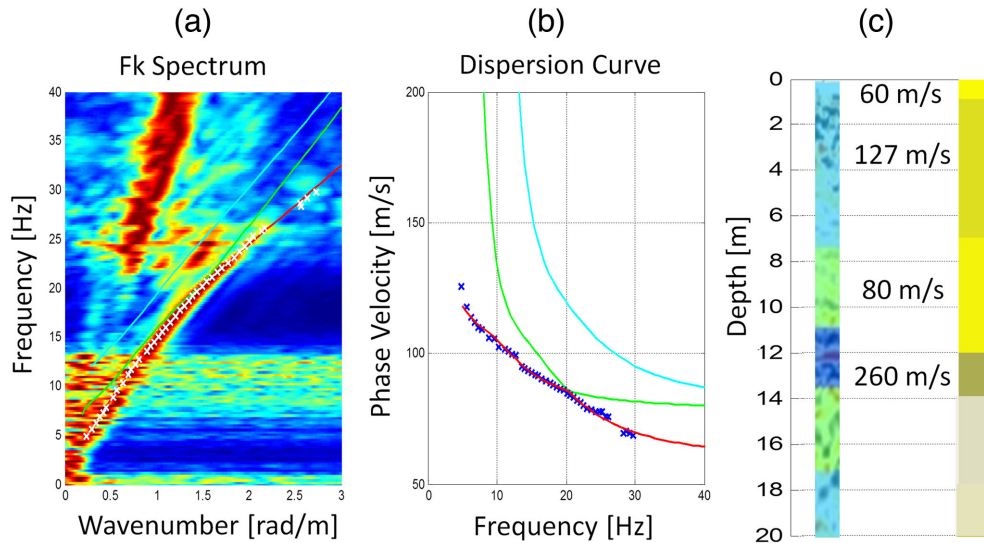 (a)
Fk Spectrum
Frequency [Hz]
40
35
30
25
20
15
10
5
0
0 0.5 1 1.5 2 2.5 3
Wavenumber [rad/m]
(b)
Dispersion Curve
Phase Velocity [m/s]
200
150
100
50
0 10 20 30 40
Frequency [Hz]
(c)
Depth [m]
0
2
4
6
8
10
12
14
16
18
20
60 m/s
127 m/s
80 m/s
260 m/s